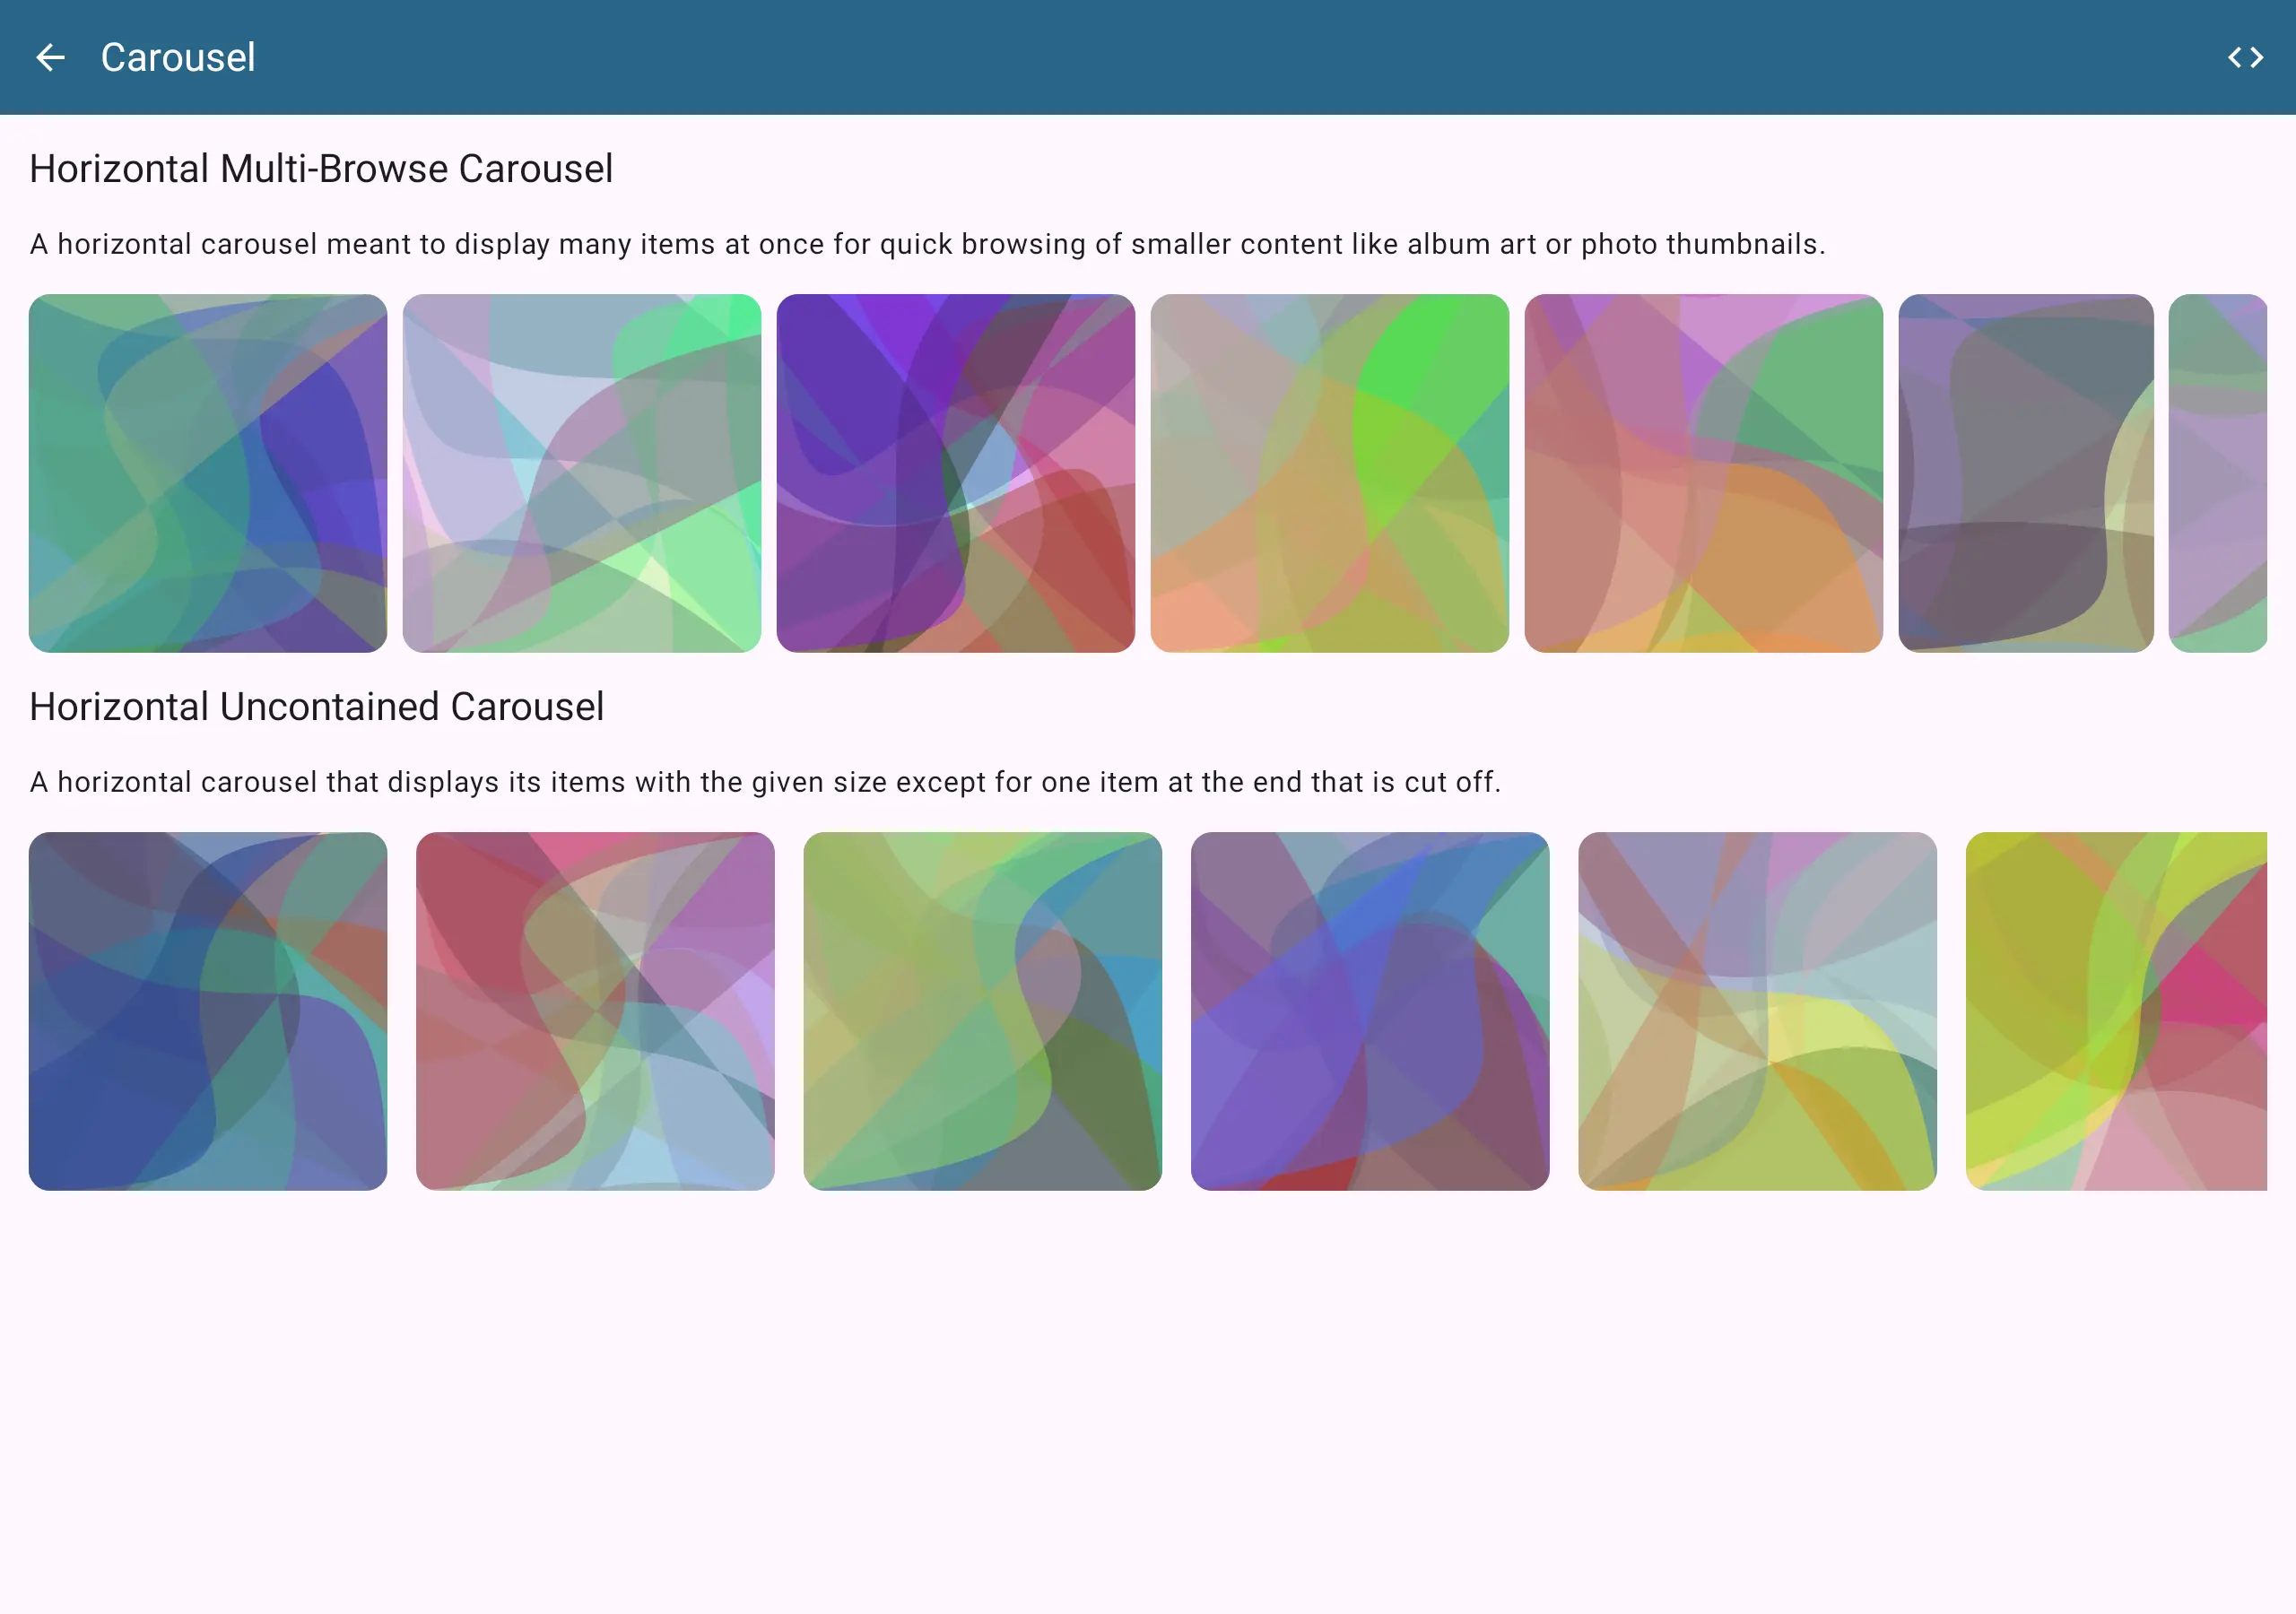 Carousel
Horizontal Multi-Browse Carousel
A horizontal carousel meant to display many items at once for quick browsing of smaller content like album art or photo thumbnails.
Horizontal Uncontained Carousel
A horizontal carousel that displays its items with the given size except for one item at the end that is cut off.